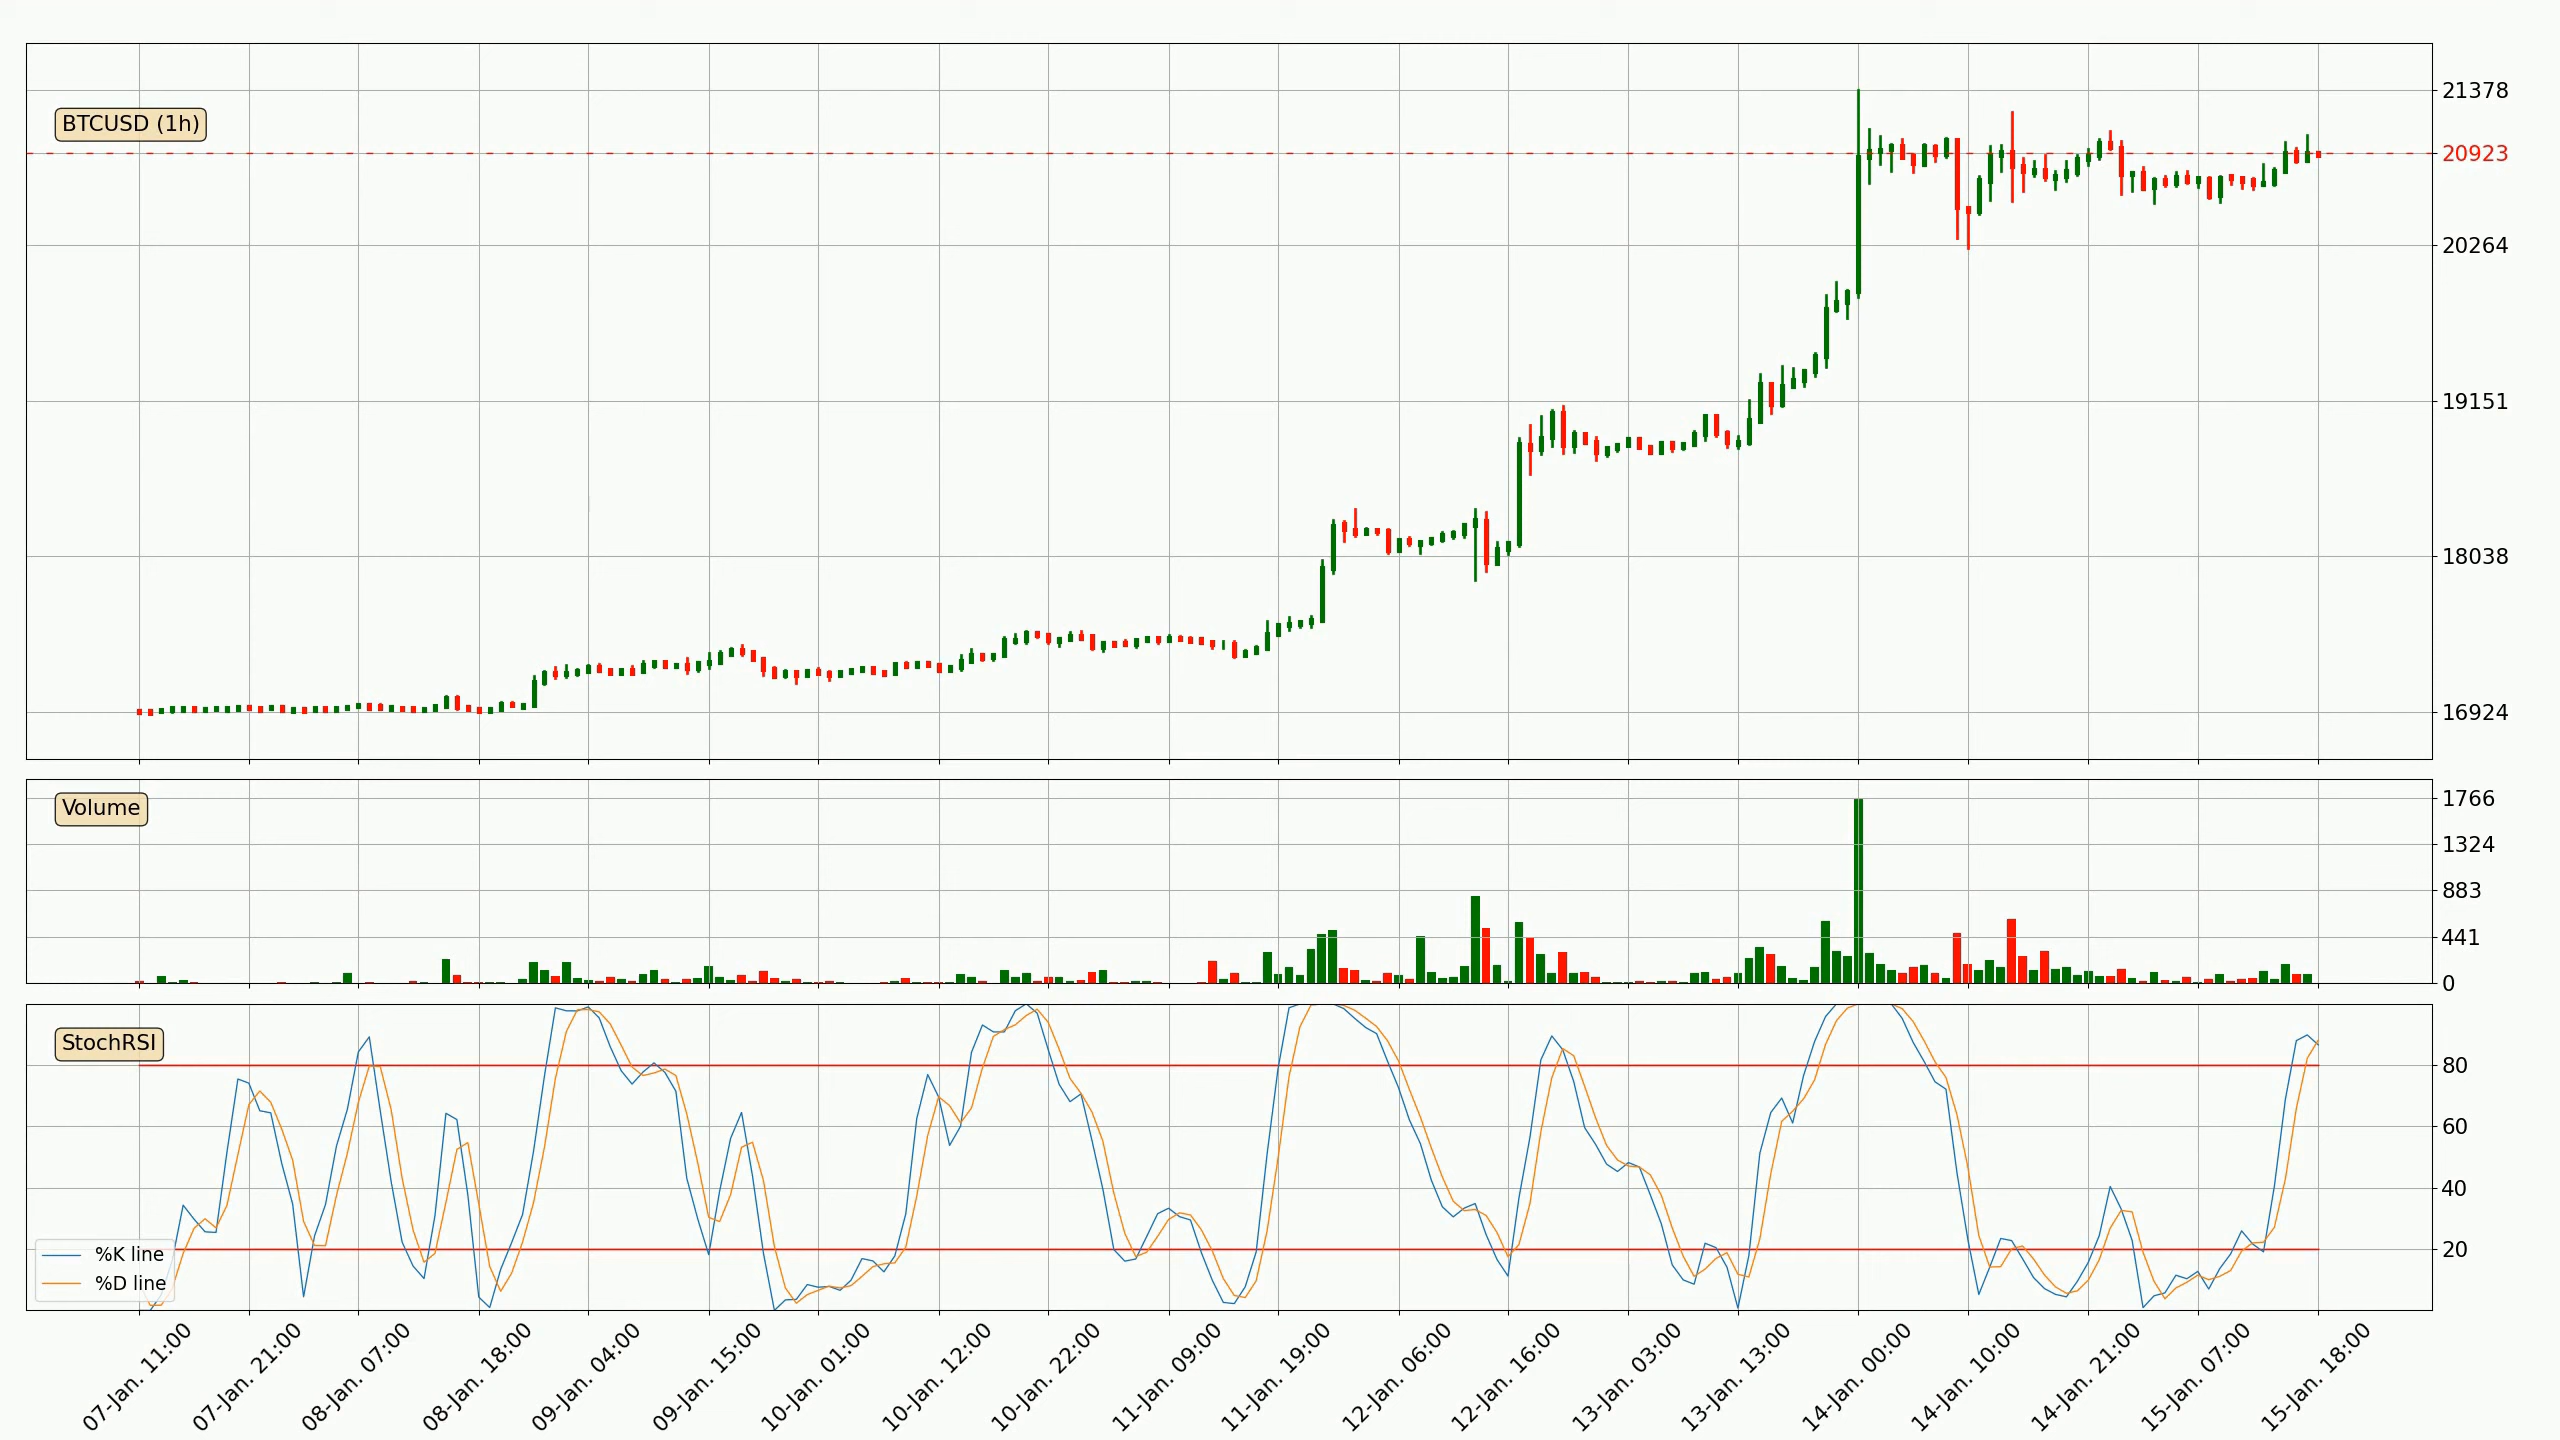 BTCUSD (1h)
21378
20923
20264
19151
18038
16924
Volume
1766
1324
883
441
0
StochRSI
80
60
40
20
%K line
%D line
07-Jan. 11:00
07-Jan. 21:00
08-Jan. 07:00
08-Jan. 18:00
09-Jan. 04:00
09-Jan. 15:00
10-Jan. 01:00
10-Jan. 12:00
10-Jan. 22:00
11-Jan. 09:00
11-Jan. 19:00
12-Jan. 06:00
12-Jan. 16:00
13-Jan. 03:00
13-Jan. 13:00
14-Jan. 00:00
14-Jan. 10:00
14-Jan. 21:00
15-Jan. 07:00
15-Jan. 18:00